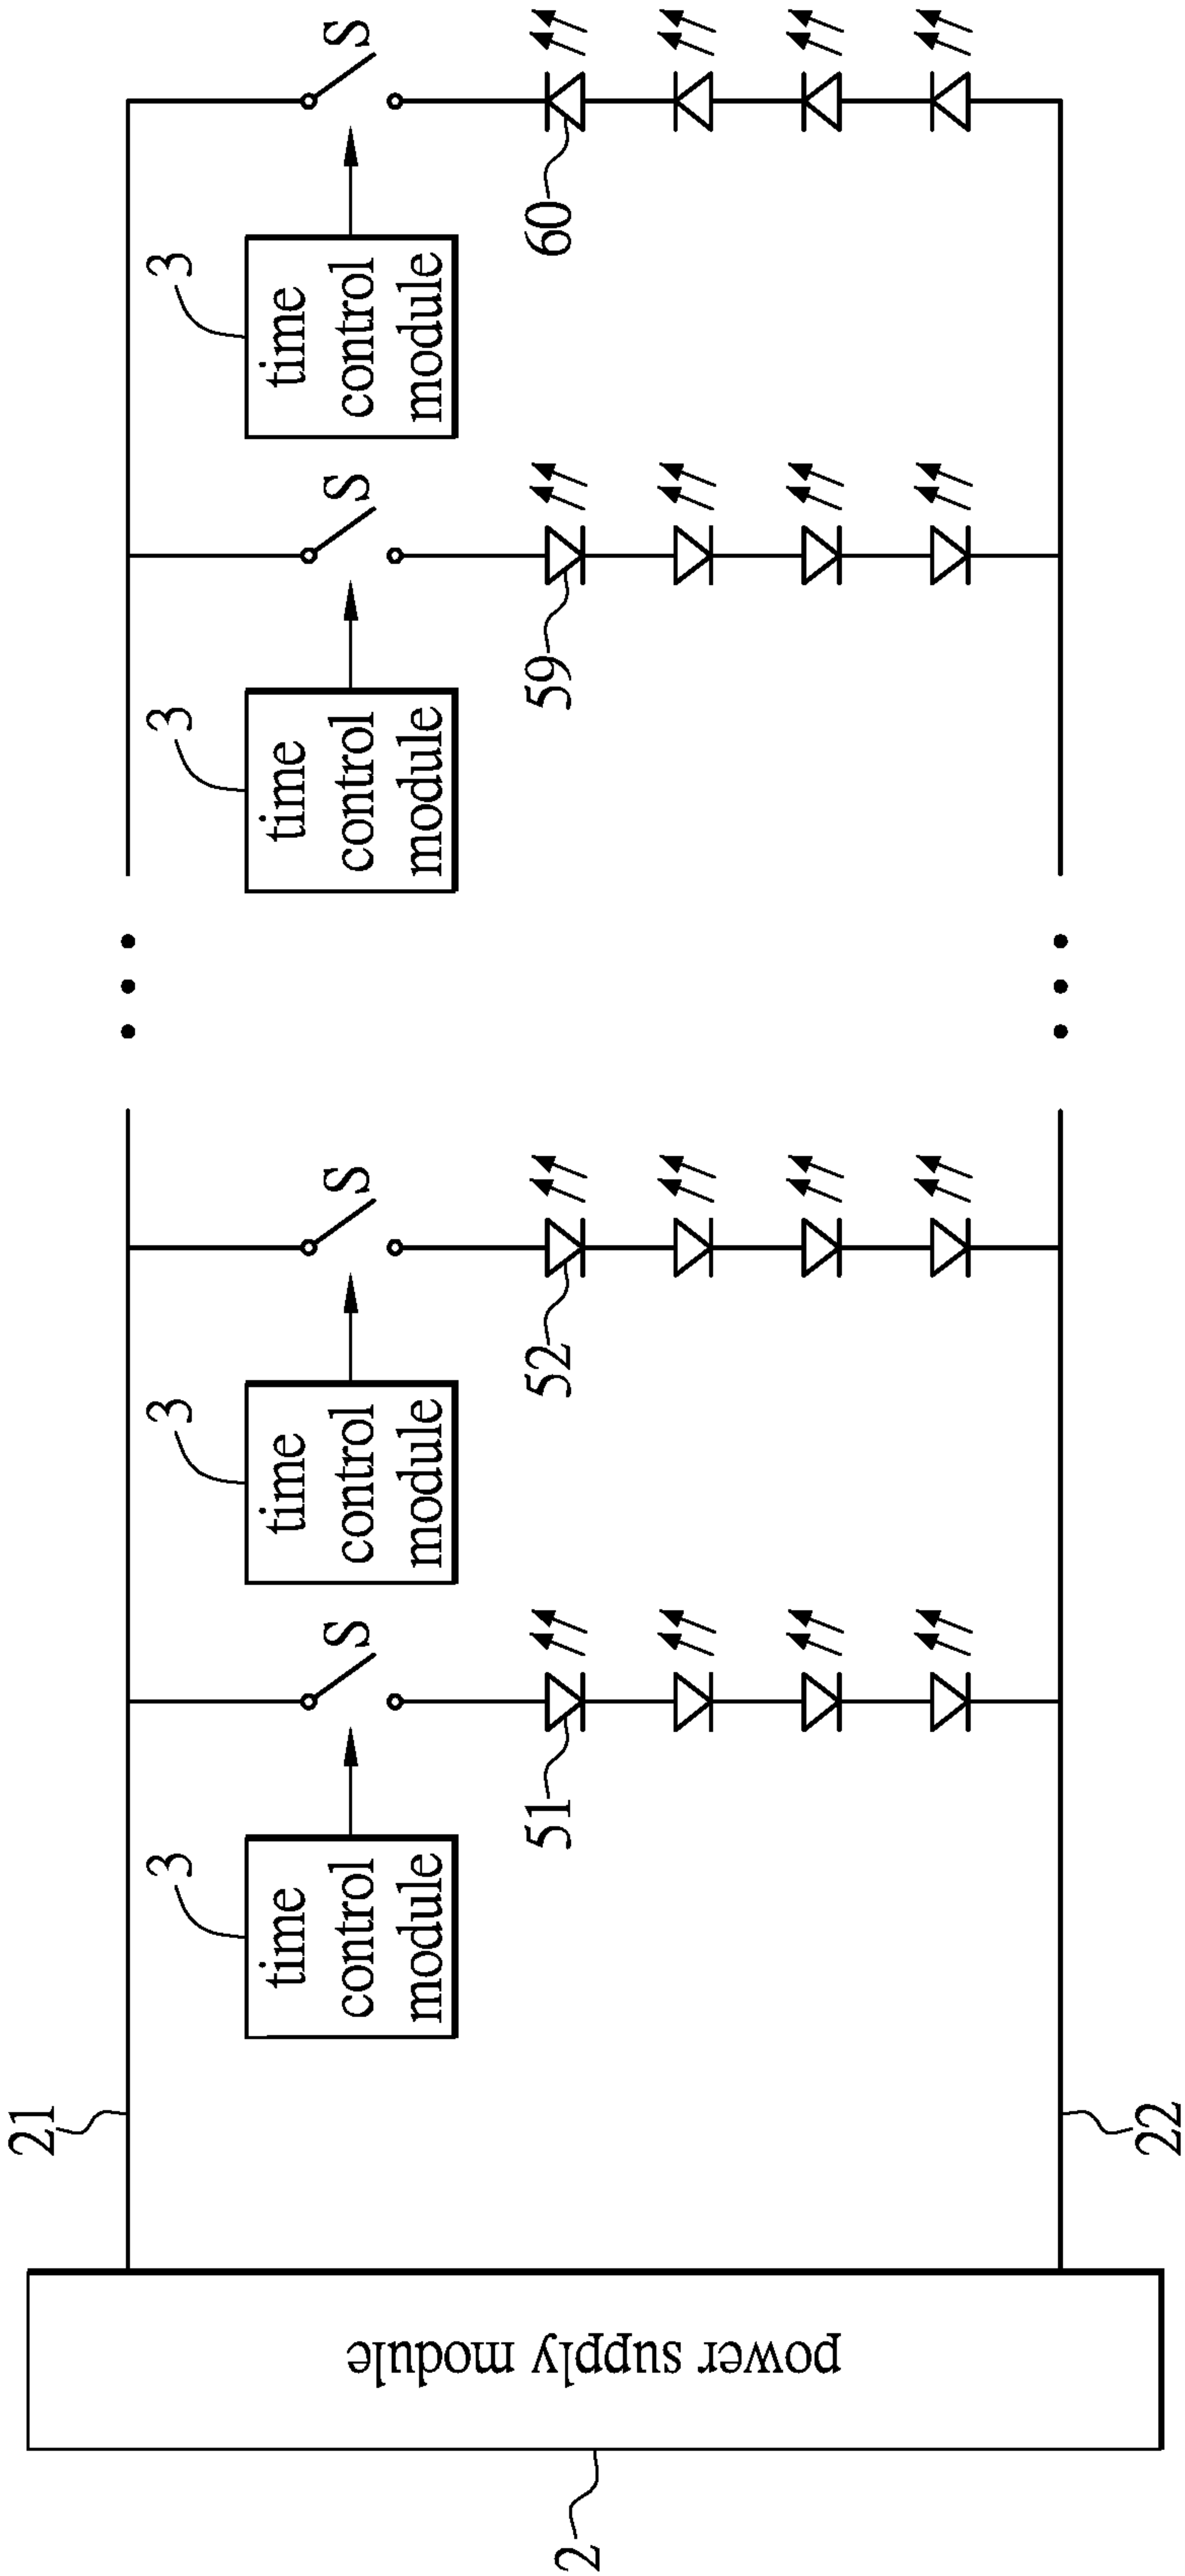 2
power supply module
21
22
3
time
control
module
S
51
3
time
control
module
S
52
3
time
control
module
S
59
3
time
control
module
S
60